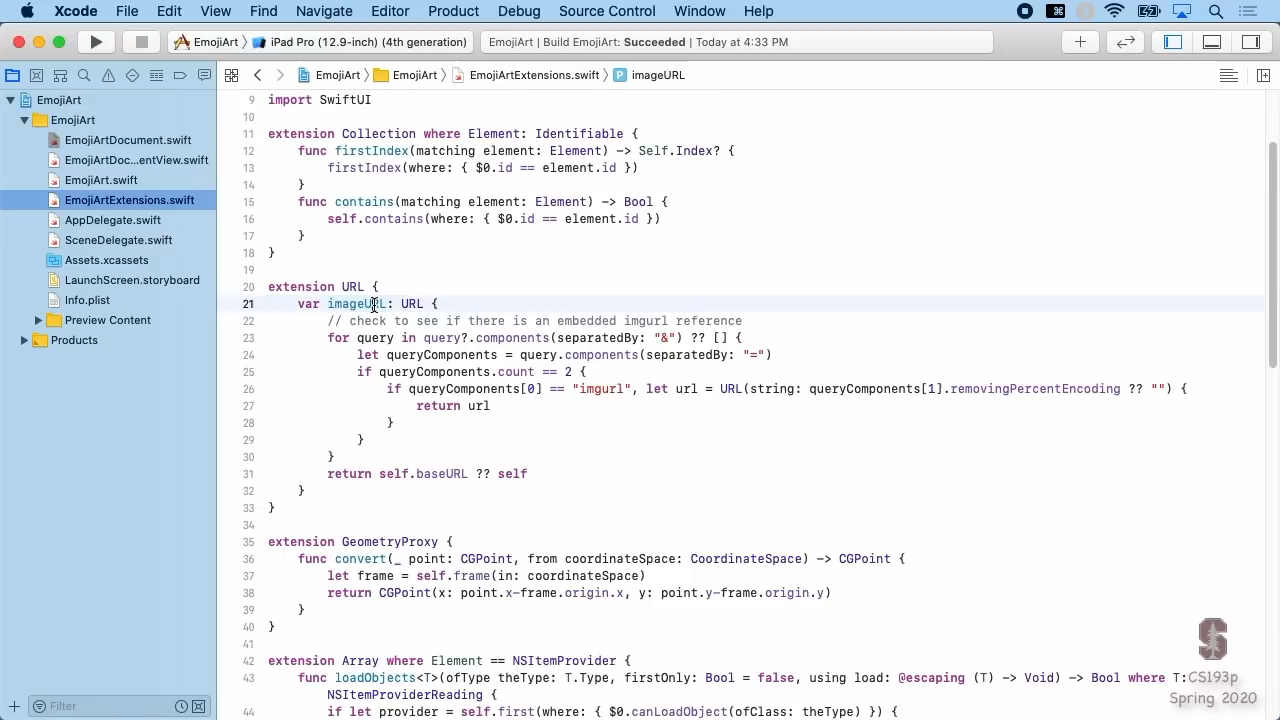 Xcode File Edit View Find Navigate Editor Product Debug Source Control Window Help
EmojiArt iPad Pro (12.9-inch) (4th generation) EmojiArt | Build EmojiArt: Succeeded | Today at 4:33 PM
EmojiArt EmojiArt EmojiArtExtensions.swift P imageURL
EmojiArt
EmojiArt
EmojiArtDocument.swift
EmojiArtDoc...entView.swift
EmojiArt.swift
EmojiArtExtensions.swift
AppDelegate.swift
SceneDelegate.swift
Assets.xcassets
LaunchScreen.storyboard
Info.plist
Preview Content
Products
Filter
9 import SwiftUI
10
11 extension Collection where Element: Identifiable {
12 func firstIndex(matching element: Element) -> Self.Index? {
13 firstIndex(where: { $0.id == element.id })
14 }
15 func contains(matching element: Element) -> Bool {
16 self.contains(where: { $0.id == element.id })
17 }
18 }
19
20 extension URL {
21 var imageURL: URL {
22 // check to see if there is an embedded imgurl reference
23 for query in query?.components(separatedBy: "&") ?? [] {
24 let queryComponents = query.components(separatedBy: "=")
25 if queryComponents.count == 2 {
26 if queryComponents[0] == "imgurl", let url = URL(string: queryComponents[1].removingPercentEncoding ?? "") {
27 return url
28 }
29 }
30 }
31 return self.baseURL ?? self
32 }
33 }
34
35 extension GeometryProxy {
36 func convert(_ point: CGPoint, from coordinateSpace: CoordinateSpace) -> CGPoint {
37 let frame = self.frame(in: coordinateSpace)
38 return CGPoint(x: point.x-frame.origin.x, y: point.y-frame.origin.y)
39 }
40 }
41
42 extension Array where Element == NSItemProvider {
43 func loadObjects<T>(ofType theType: T.Type, firstOnly: Bool = false, using load: @escaping (T) -> Void) -> Bool where T:
NSItemProviderReading {
44 if let provider = self.first(where: { $0.canLoadObject(ofClass: theType) }) {
CS193p
Spring 2020